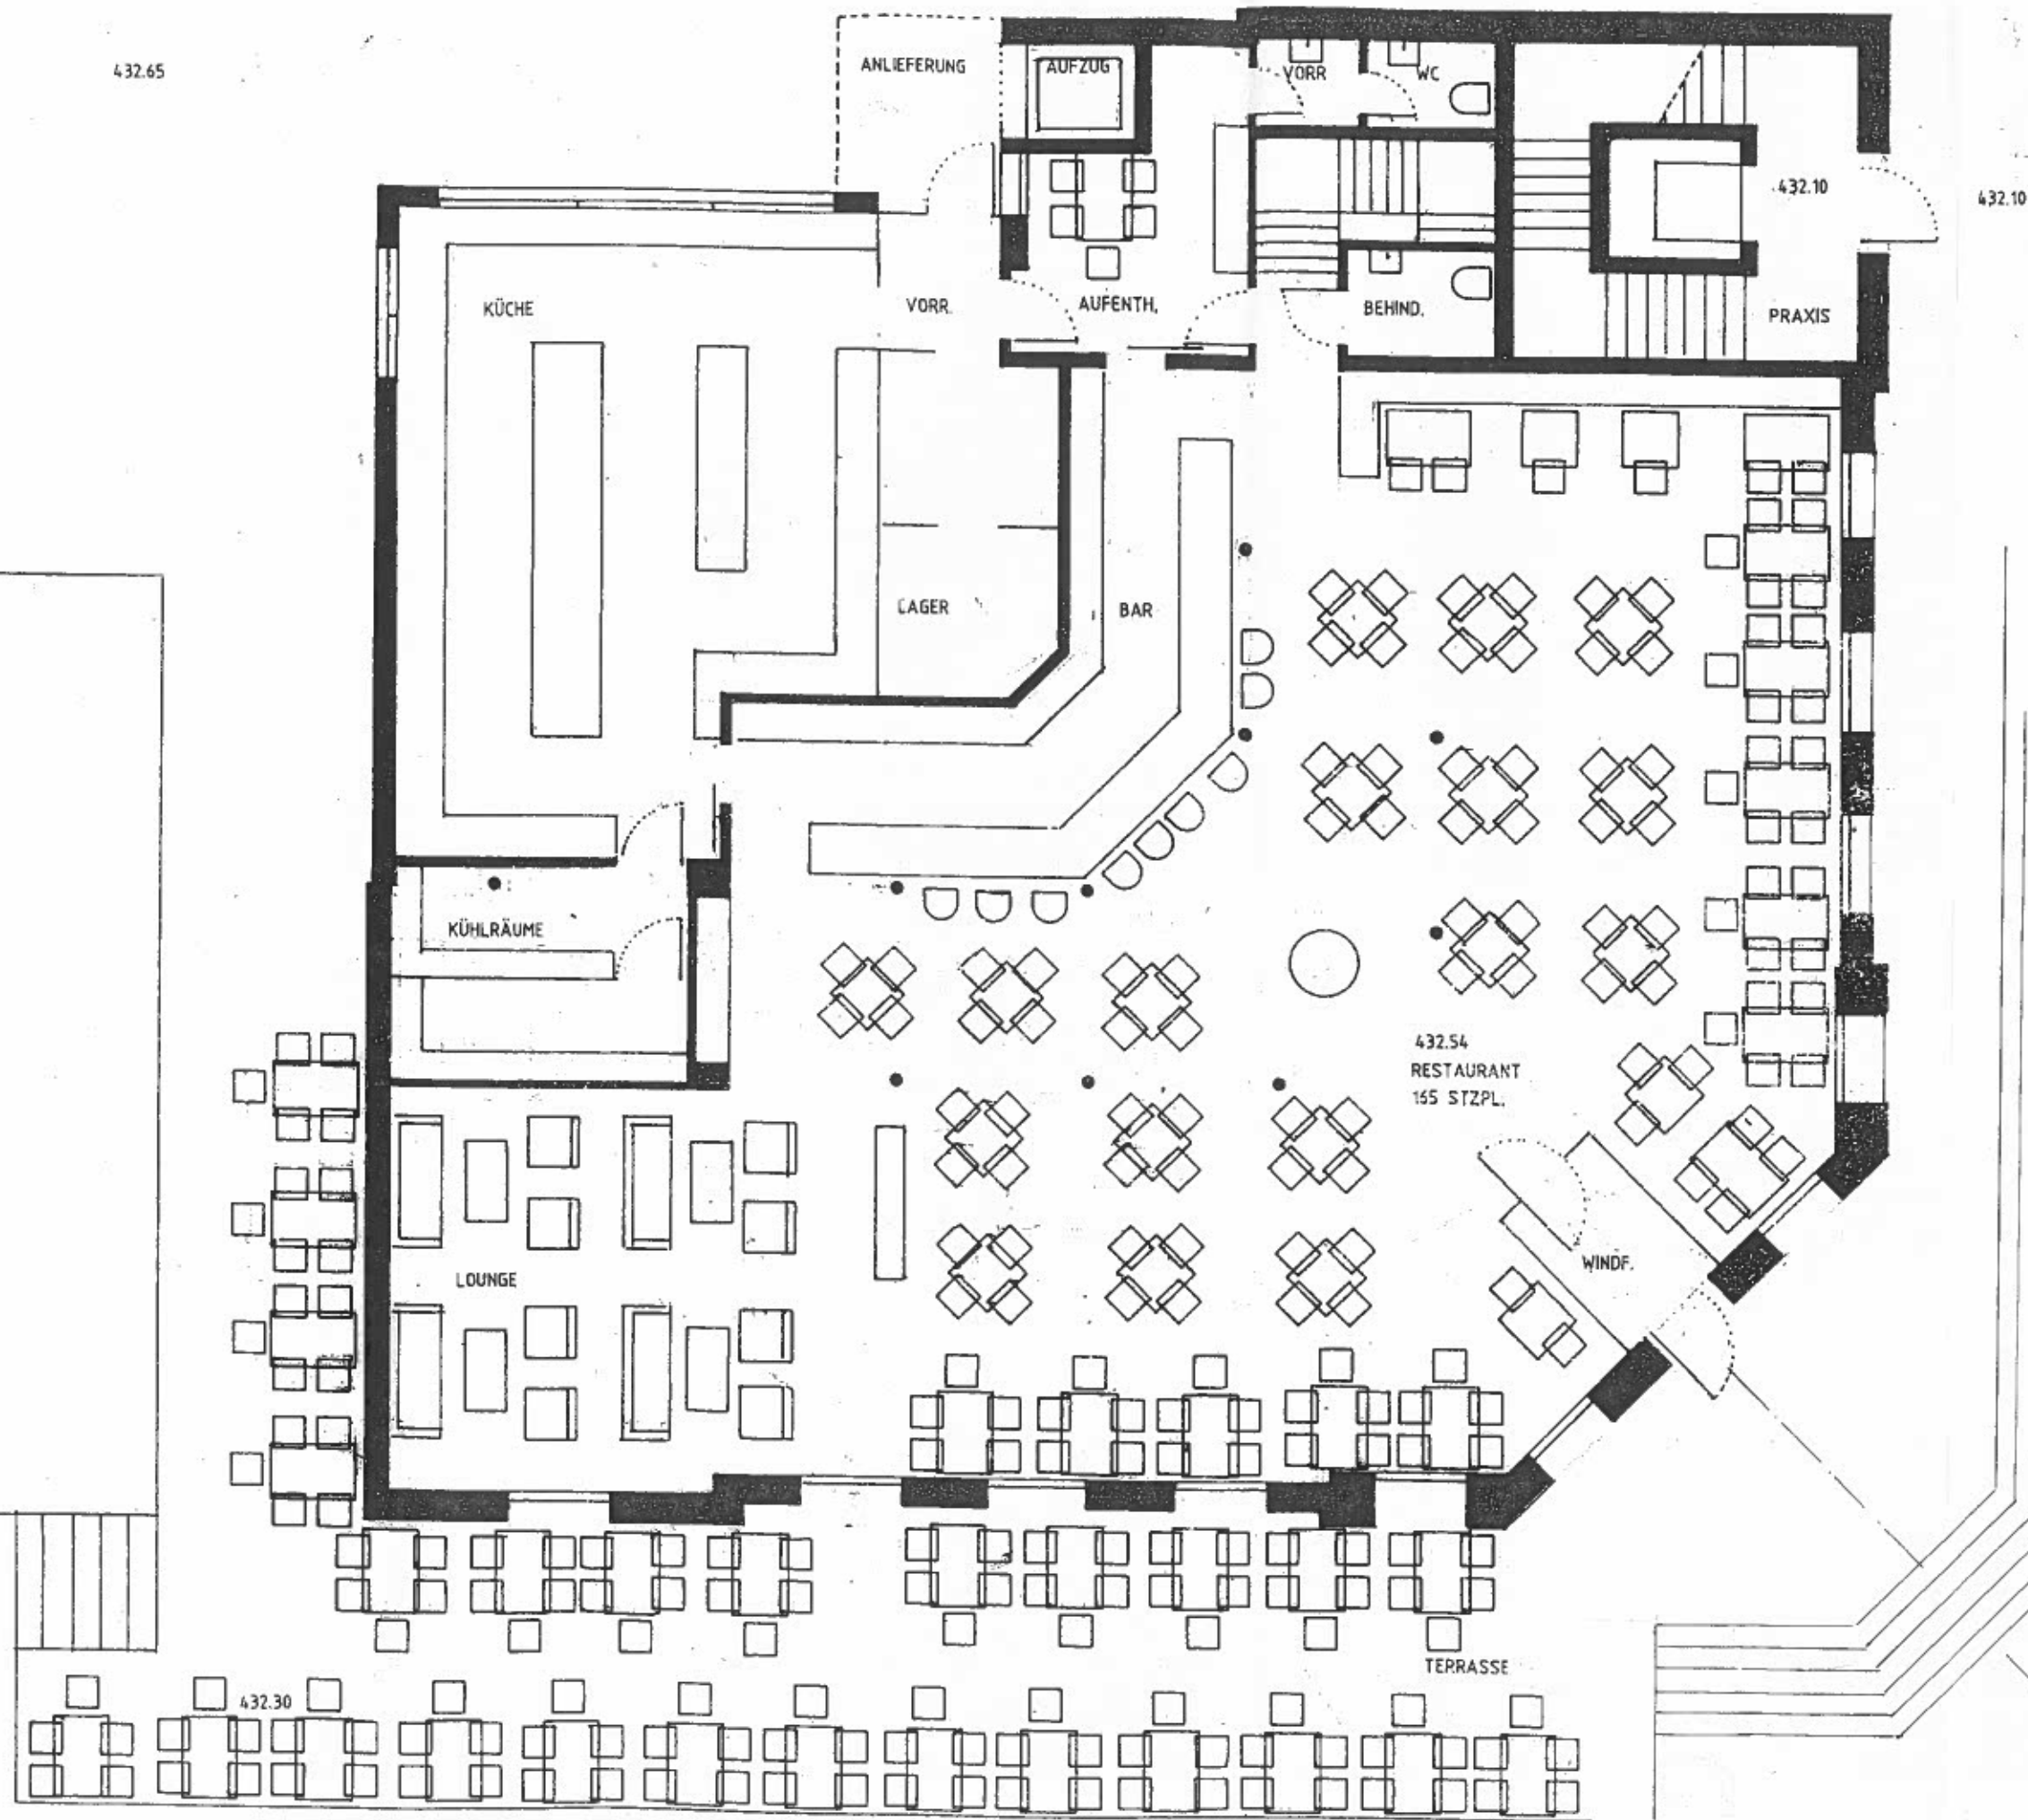 432.65
ANLIEFERUNG
AUFZUG
VORR
WC
432.10
432.10
KÜCHE
VORR.
AUFENTH.
BEHIND.
PRAXIS
LAGER
BAR
KÜHLRÄUME
432.54
RESTAURANT
165 STZPL.
LOUNGE
WINDF.
TERRASSE
432.30